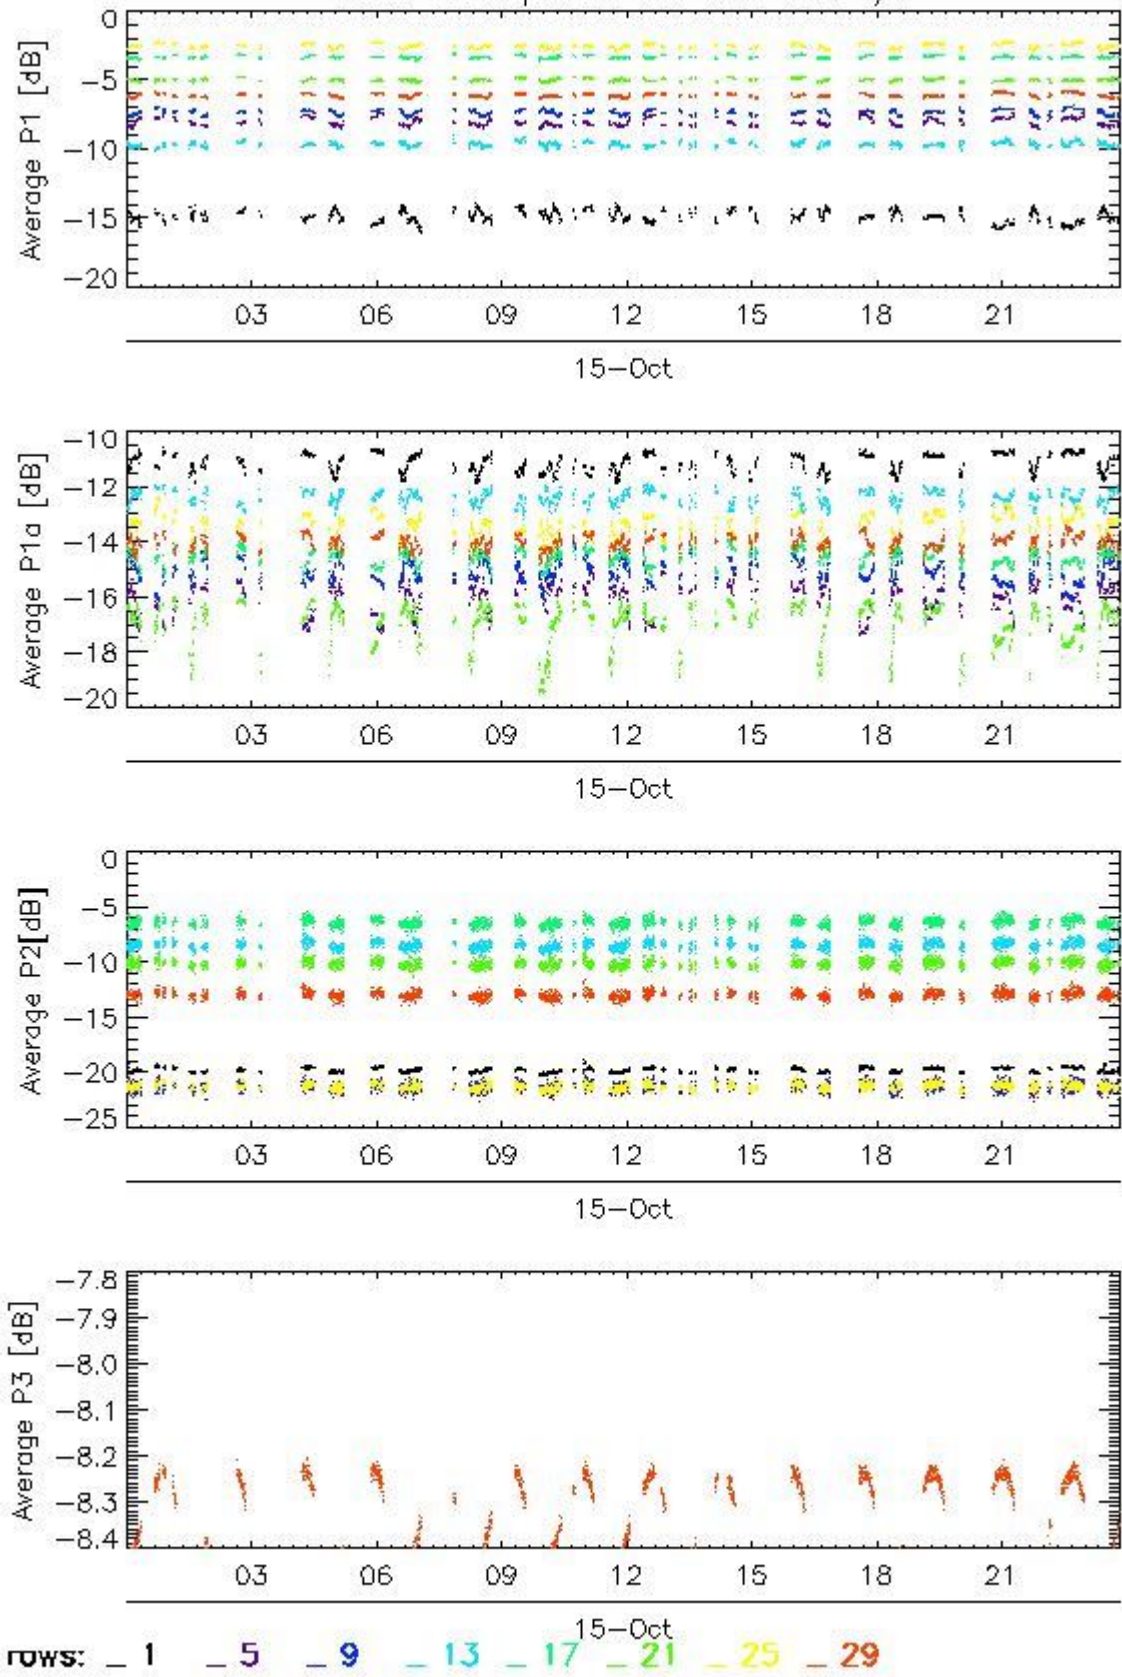 0
−5
−10
−15
−20
Average P1 [dB]
03 06 09 12 15 18 21
15−Oct
−10
−12
−14
−16
−18
−20
Average P1a [dB]
03 06 09 12 15 18 21
15−Oct
0
−5
−10
−15
−20
−25
Average P2[dB]
03 06 09 12 15 18 21
15−Oct
−7.8
−7.9
−8.0
−8.1
−8.2
−8.3
−8.4
Average P3 [dB]
03 06 09 12 15 18 21
15−Oct
rows: _ 1 _ 5 _ 9 _ 13 _ 17 _ 21 _ 25 _ 29